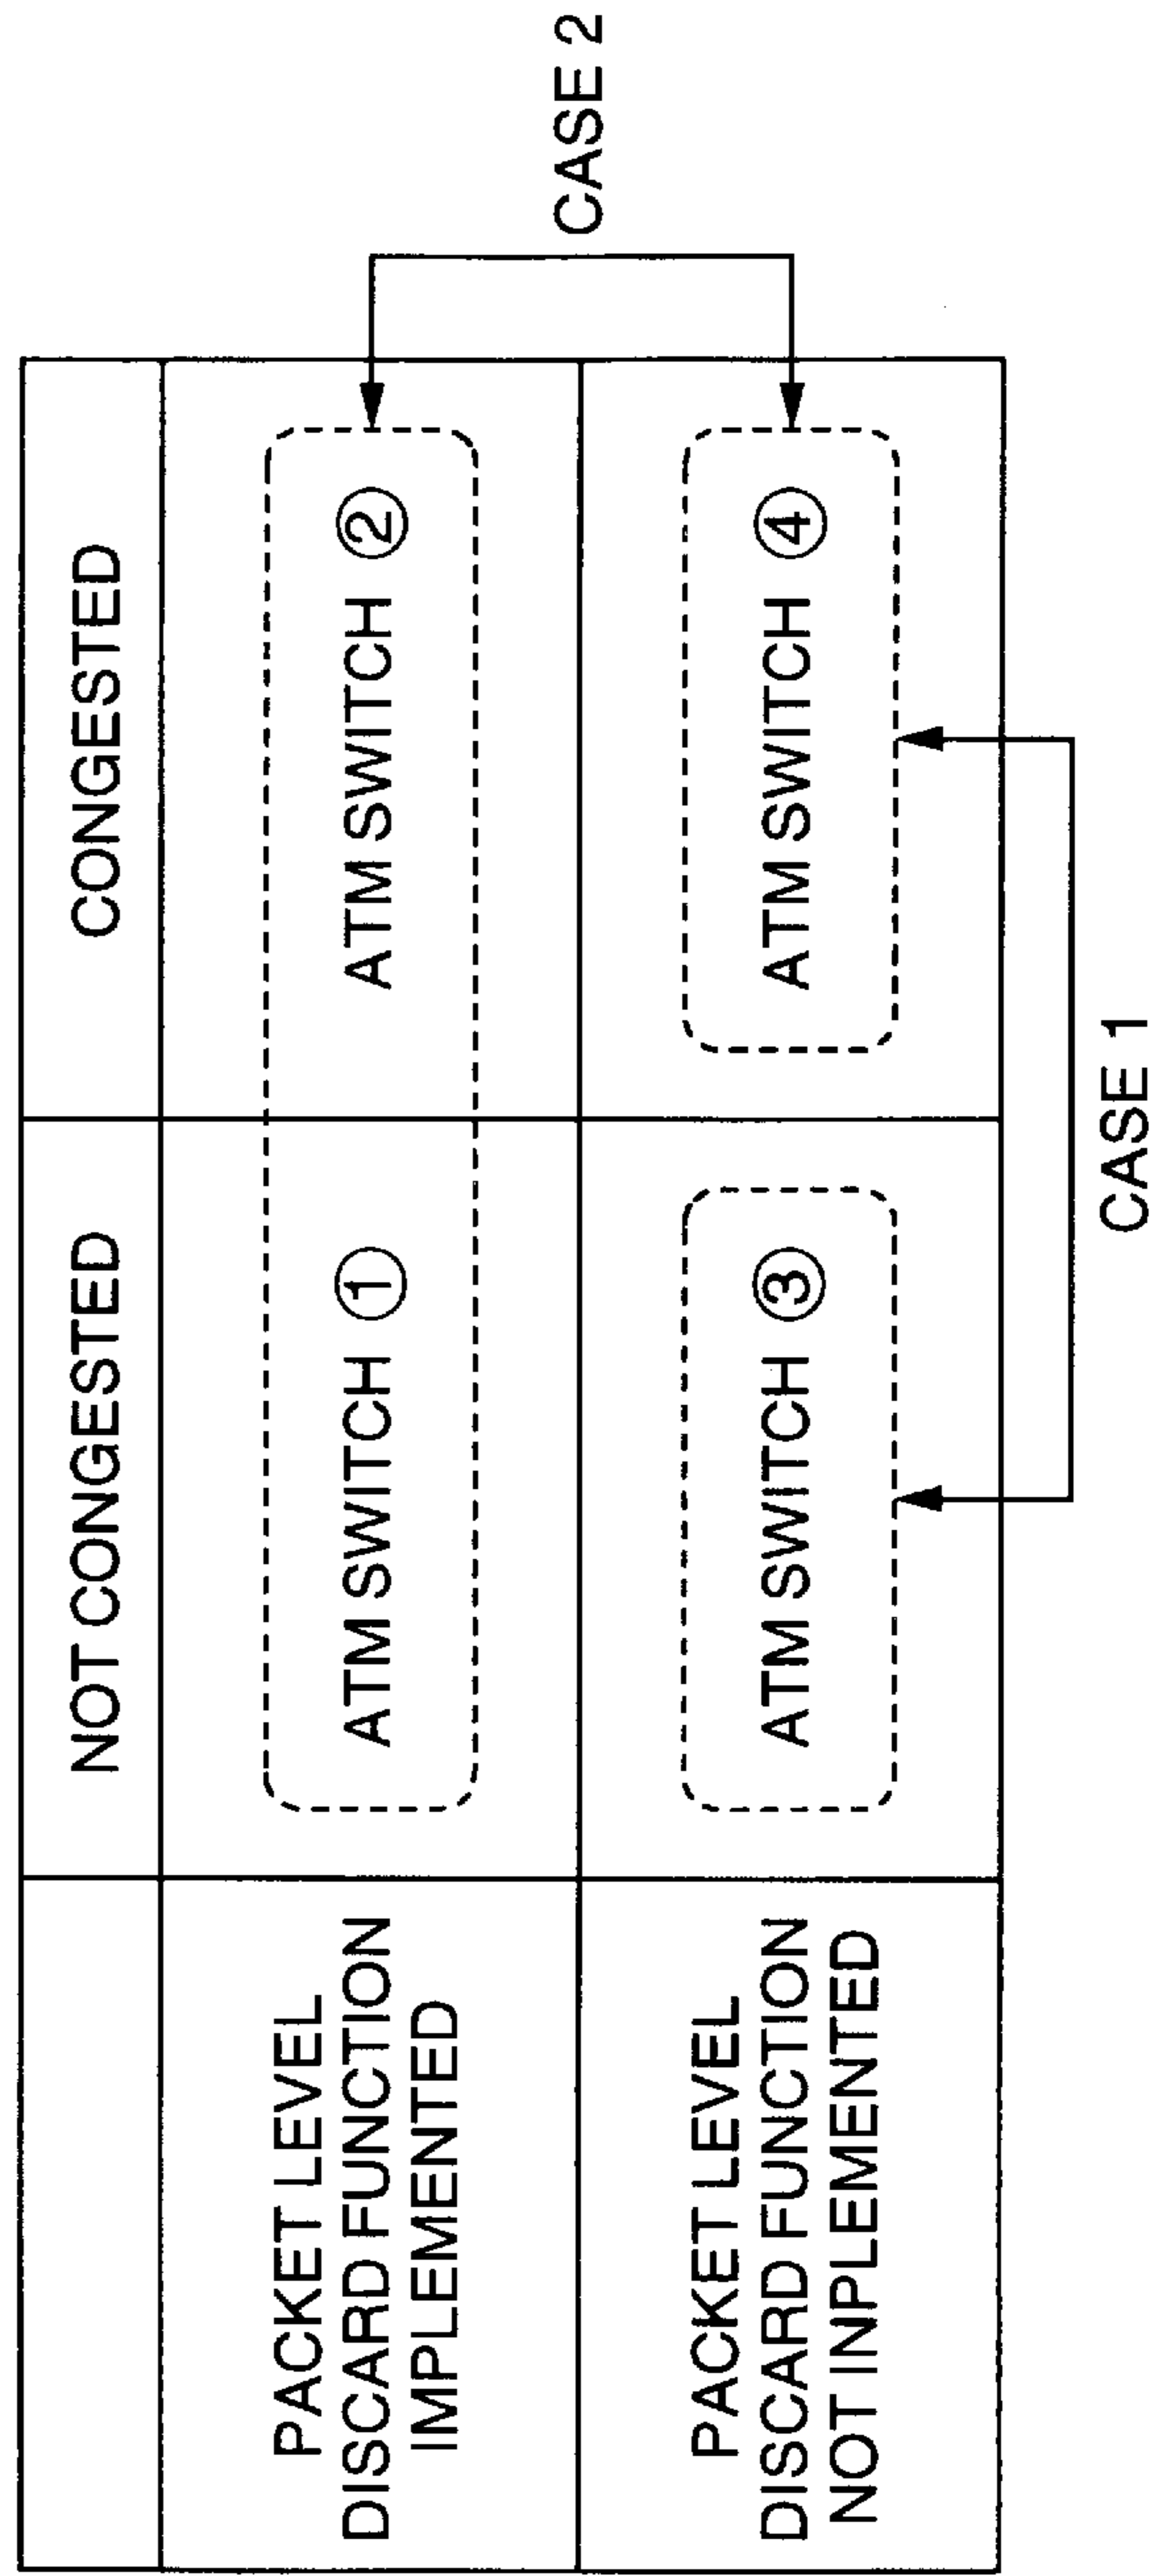 NOT CONGESTED
CONGESTED
PACKET LEVEL
DISCARD FUNCTION
IMPLEMENTED
ATM SWITCH ①
ATM SWITCH ②
PACKET LEVEL
DISCARD FUNCTION
NOT INPLEMENTED
ATM SWITCH ③
ATM SWITCH ④
CASE 2
CASE 1